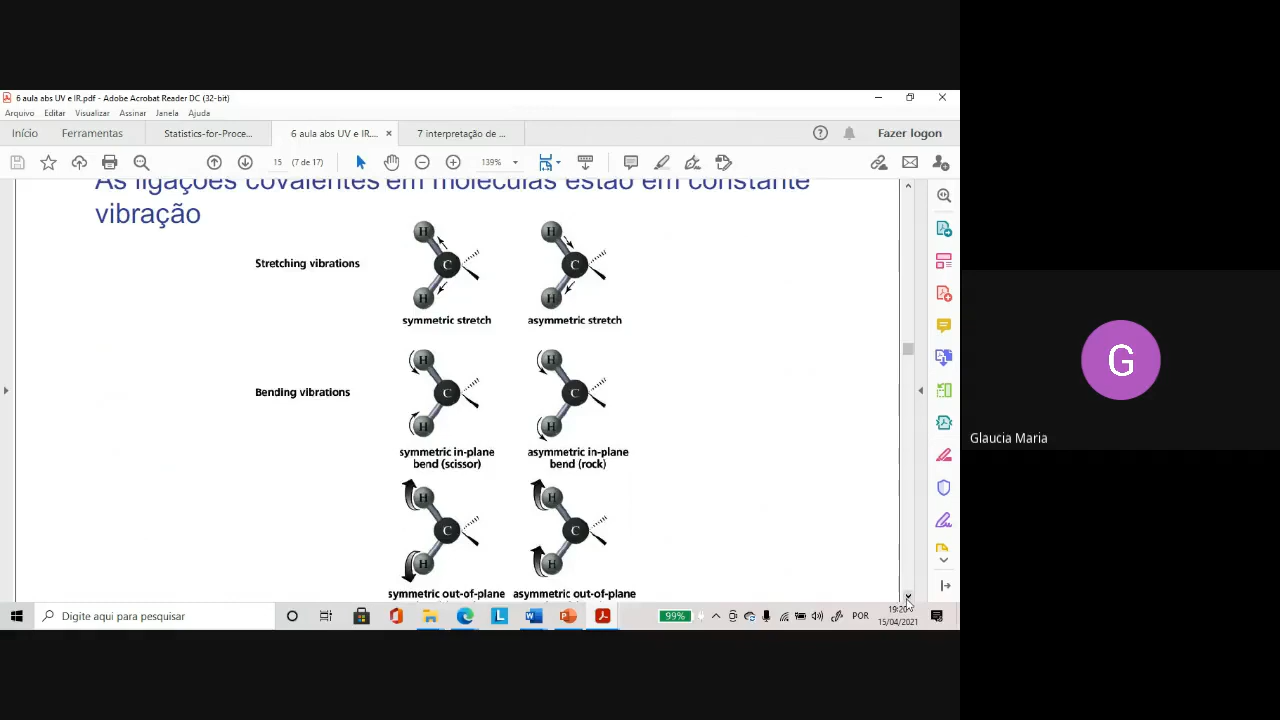 6 aula abs UV e IR.pdf - Adobe Acrobat Reader DC (32-bit)
Arquivo Editar Visualizar Assinar Janela Ajuda
Início Ferramentas Statistics-for-Proce... 6 aula abs UV e IR.... × 7 interpretação de ... Fazer logon
15 (7 de 17) 139%
As ligações covalentes em moléculas estão em constante
vibração
Stretching vibrations
H H
C C
H H
symmetric stretch asymmetric stretch
Bending vibrations
H H
C C
H H
symmetric in-plane asymmetric in-plane
bend (scissor) bend (rock)
H H
C C
H H
symmetric out-of-plane asymmetric out-of-plane
G
Glaucia Maria
Digite aqui para pesquisar
L
99%
POR
19:20
15/04/2021